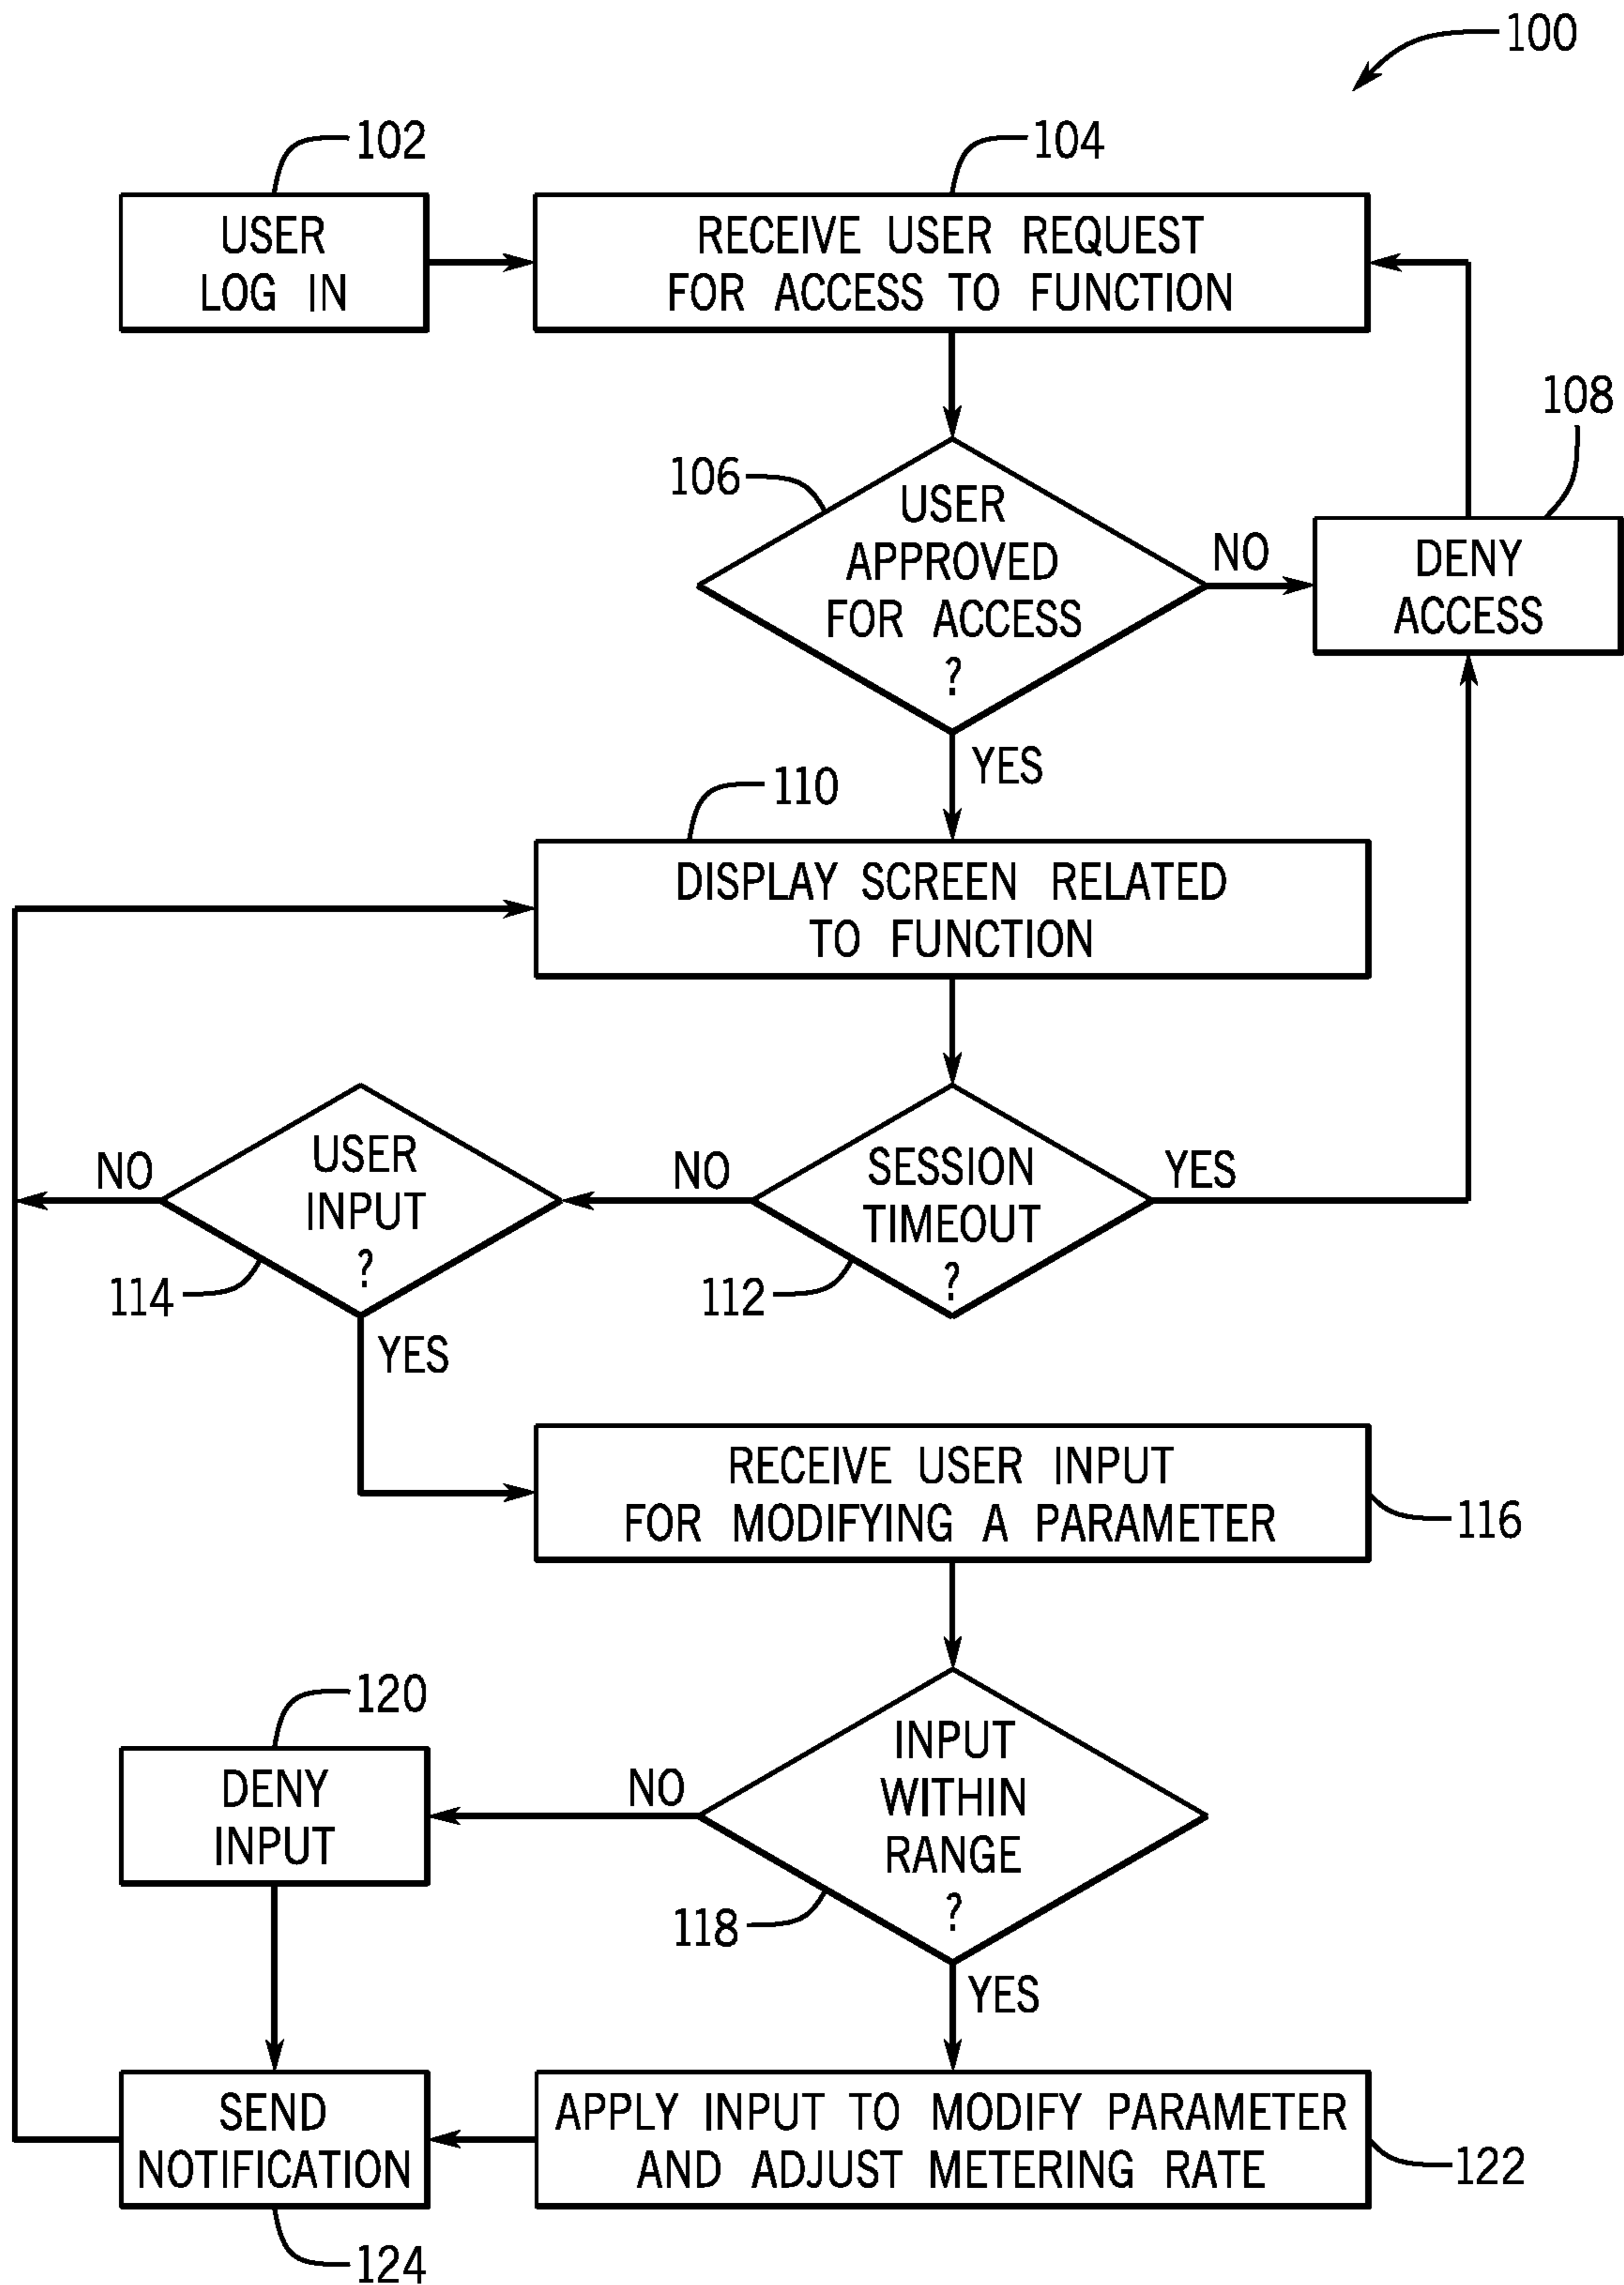 100
102
104
USER
LOG IN
RECEIVE USER REQUEST
FOR ACCESS TO FUNCTION
108
106
USER
APPROVED
FOR ACCESS
?
NO
DENY
ACCESS
YES
110
DISPLAY SCREEN RELATED
TO FUNCTION
NO
USER
INPUT
?
114
NO
SESSION
TIMEOUT
?
112
YES
YES
RECEIVE USER INPUT
FOR MODIFYING A PARAMETER
116
120
DENY
INPUT
NO
INPUT
WITHIN
RANGE
?
118
YES
SEND
NOTIFICATION
APPLY INPUT TO MODIFY PARAMETER
AND ADJUST METERING RATE
122
124